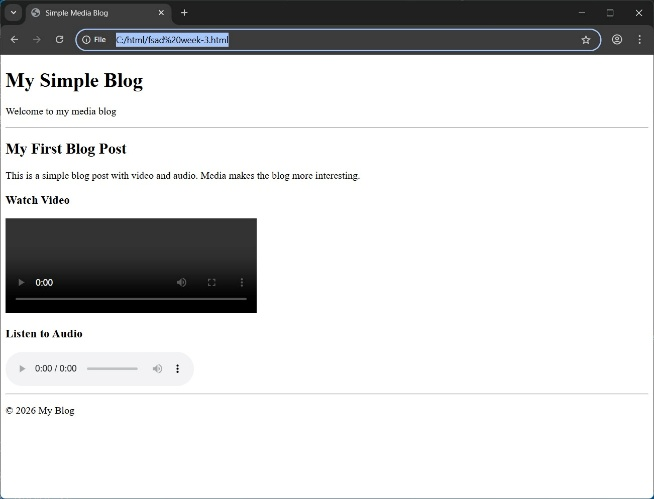 Simple Media Blog
File C:/html/fsad%20week-3.html
My Simple Blog
Welcome to my media blog
My First Blog Post
This is a simple blog post with video and audio. Media makes the blog more interesting.
Watch Video
0:00
Listen to Audio
0:00 / 0:00
© 2026 My Blog